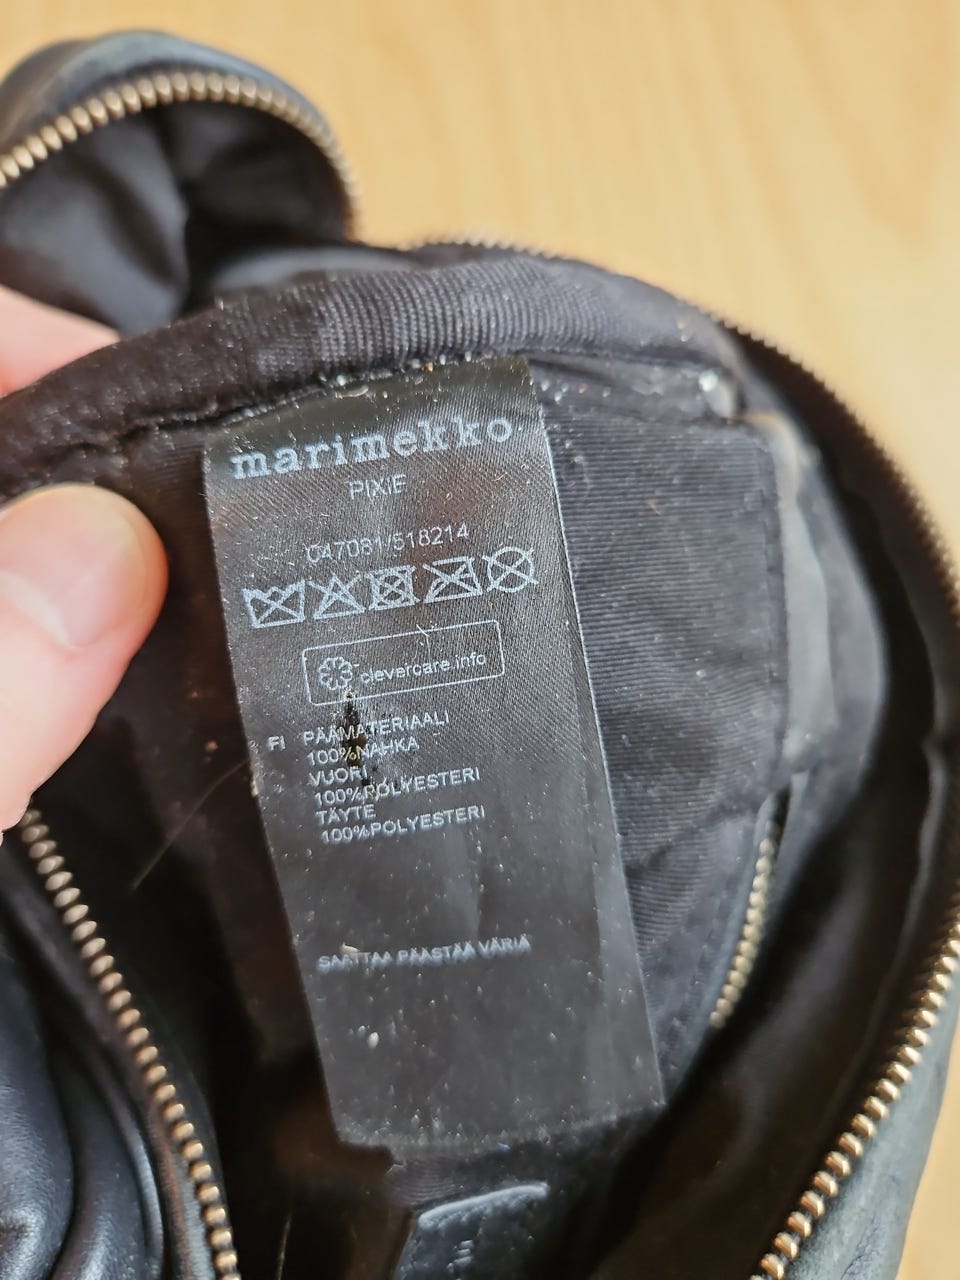 marimekko
PIXIE
047081/518214
clevercare.info
FI PÄÄMATERIAALI
100%NAHKA
VUORI
100%POLYESTERI
TÄYTE
100%POLYESTERI
SAATTAA PÄÄSTÄÄ VÄRIÄ